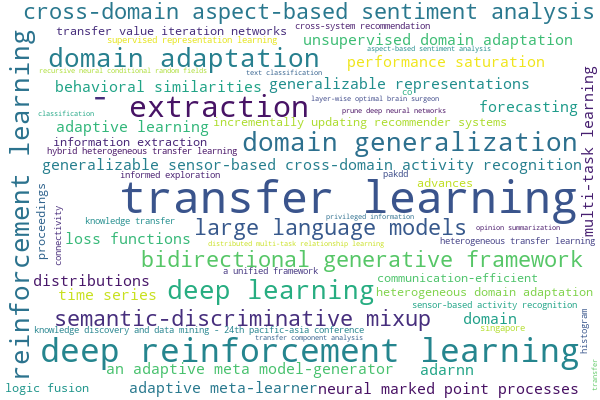 cross-domain aspect-based sentiment analysis
cross-system recommendation
transfer value iteration networks
supervised representation learning
unsupervised domain adaptation
aspect-based sentiment analysis
domain adaptation
performance saturation
recursive neural conditional random fields
text classification
behavioral similarities
generalizable representations
cdr
layer-wise optimal brain surgeon
- extraction
prune deep neural networks
forecasting
classification
adaptive learning
incrementally updating recommender systems
information extraction
domain generalization
hybrid heterogeneous transfer learning
generalizable sensor-based cross-domain activity recognition
informed exploration
pakdd
advances
transfer learning
multi-task learning
reinforcement learning
proceedings
connectivity
knowledge transfer
privileged information
large language models
opinion summarization
loss functions
distributed multi-task relationship learning
heterogeneous transfer learning
bidirectional generative framework
a unified framework
distributions
communication-efficient
time series
deep learning
heterogeneous domain adaptation
sensor-based activity recognition
semantic-discriminative mixup
domain
knowledge discovery and data mining - 24th pacific-asia conference
singapore
transfer component analysis
histogram
deep reinforcement learning
an adaptive meta model-generator
adarnn
transfer
logic fusion
adaptive meta-learner
neural marked point processes